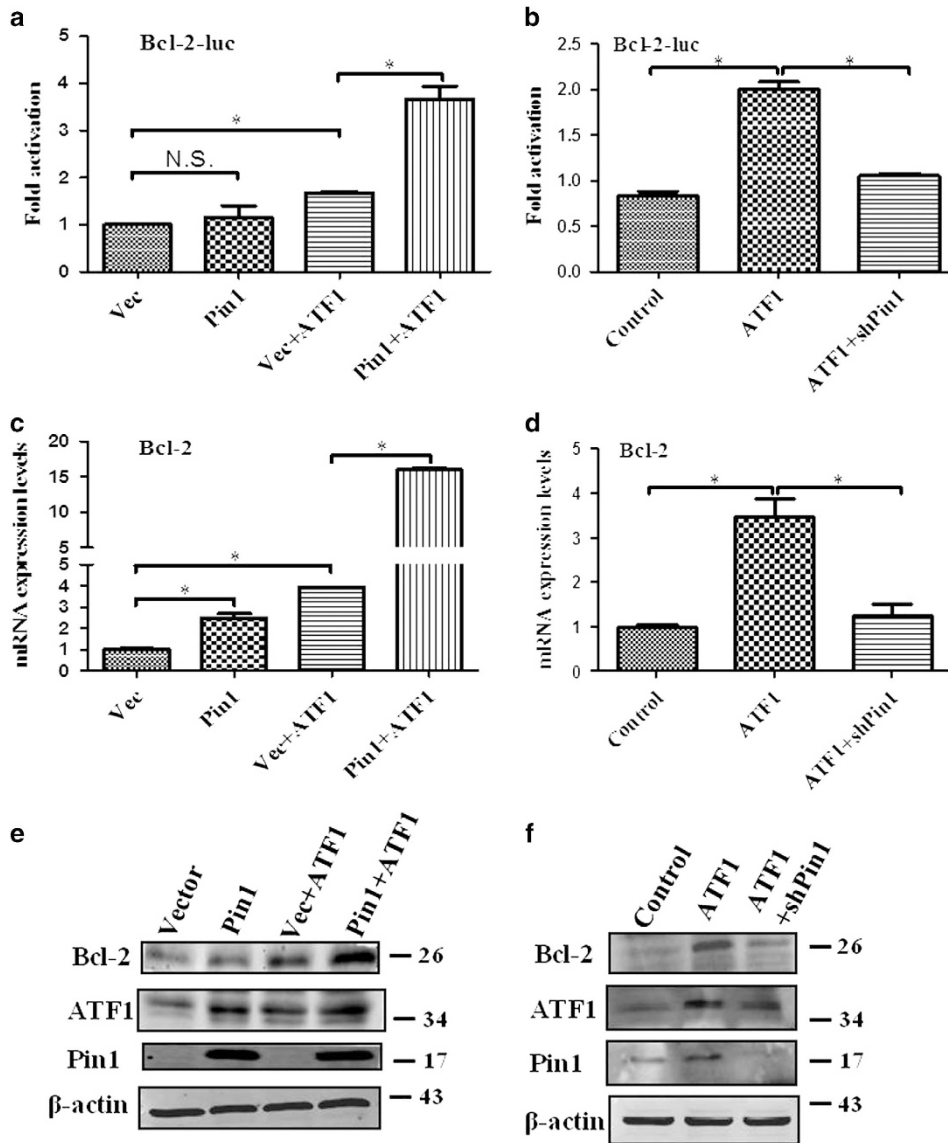 a
Bcl-2-luc
Fold activation
5
4
3
2
1
0
*
*
N.S.
Vec
Pin1
Vec+ATF1
Pin1+ATF1
b
Bcl-2-luc
Fold activation
2.5
2.0
1.5
1.0
0.5
0.0
*
*
Control
ATF1
ATF1+shPin1
c
Bcl-2
mRNA expression levels
20
15
10
5
5
4
3
2
1
0
*
*
*
Vec
Pin1
Vec+ATF1
Pin1+ATF1
d
Bcl-2
mRNA expression levels
5
4
3
2
1
0
*
*
Control
ATF1
ATF1+shPin1
e
Vector
Pin1
Vec+ATF1
Pin1+ATF1
Bcl-2
26
ATF1
34
Pin1
17
β-actin
43
f
Control
ATF1
ATF1
+shPin1
Bcl-2
26
ATF1
34
Pin1
17
β-actin
43